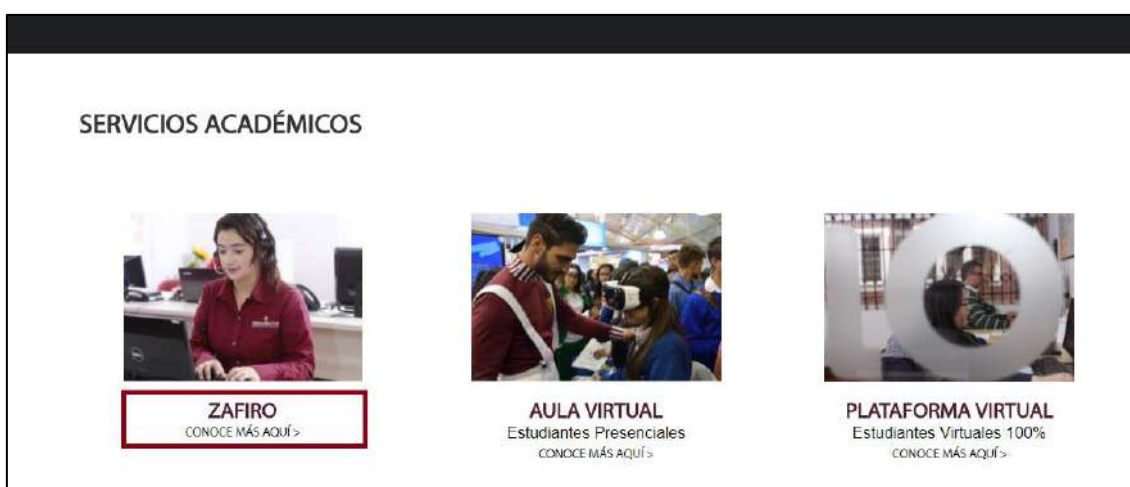 SERVICIOS ACADÉMICOS
ZAFIRO
CONOCE MÁS AQUÍ >
AULA VIRTUAL
Estudiantes Presenciales
CONOCE MÁS AQUÍ >
PLATAFORMA VIRTUAL
Estudiantes Virtuales 100%
CONOCE MÁS AQUÍ >